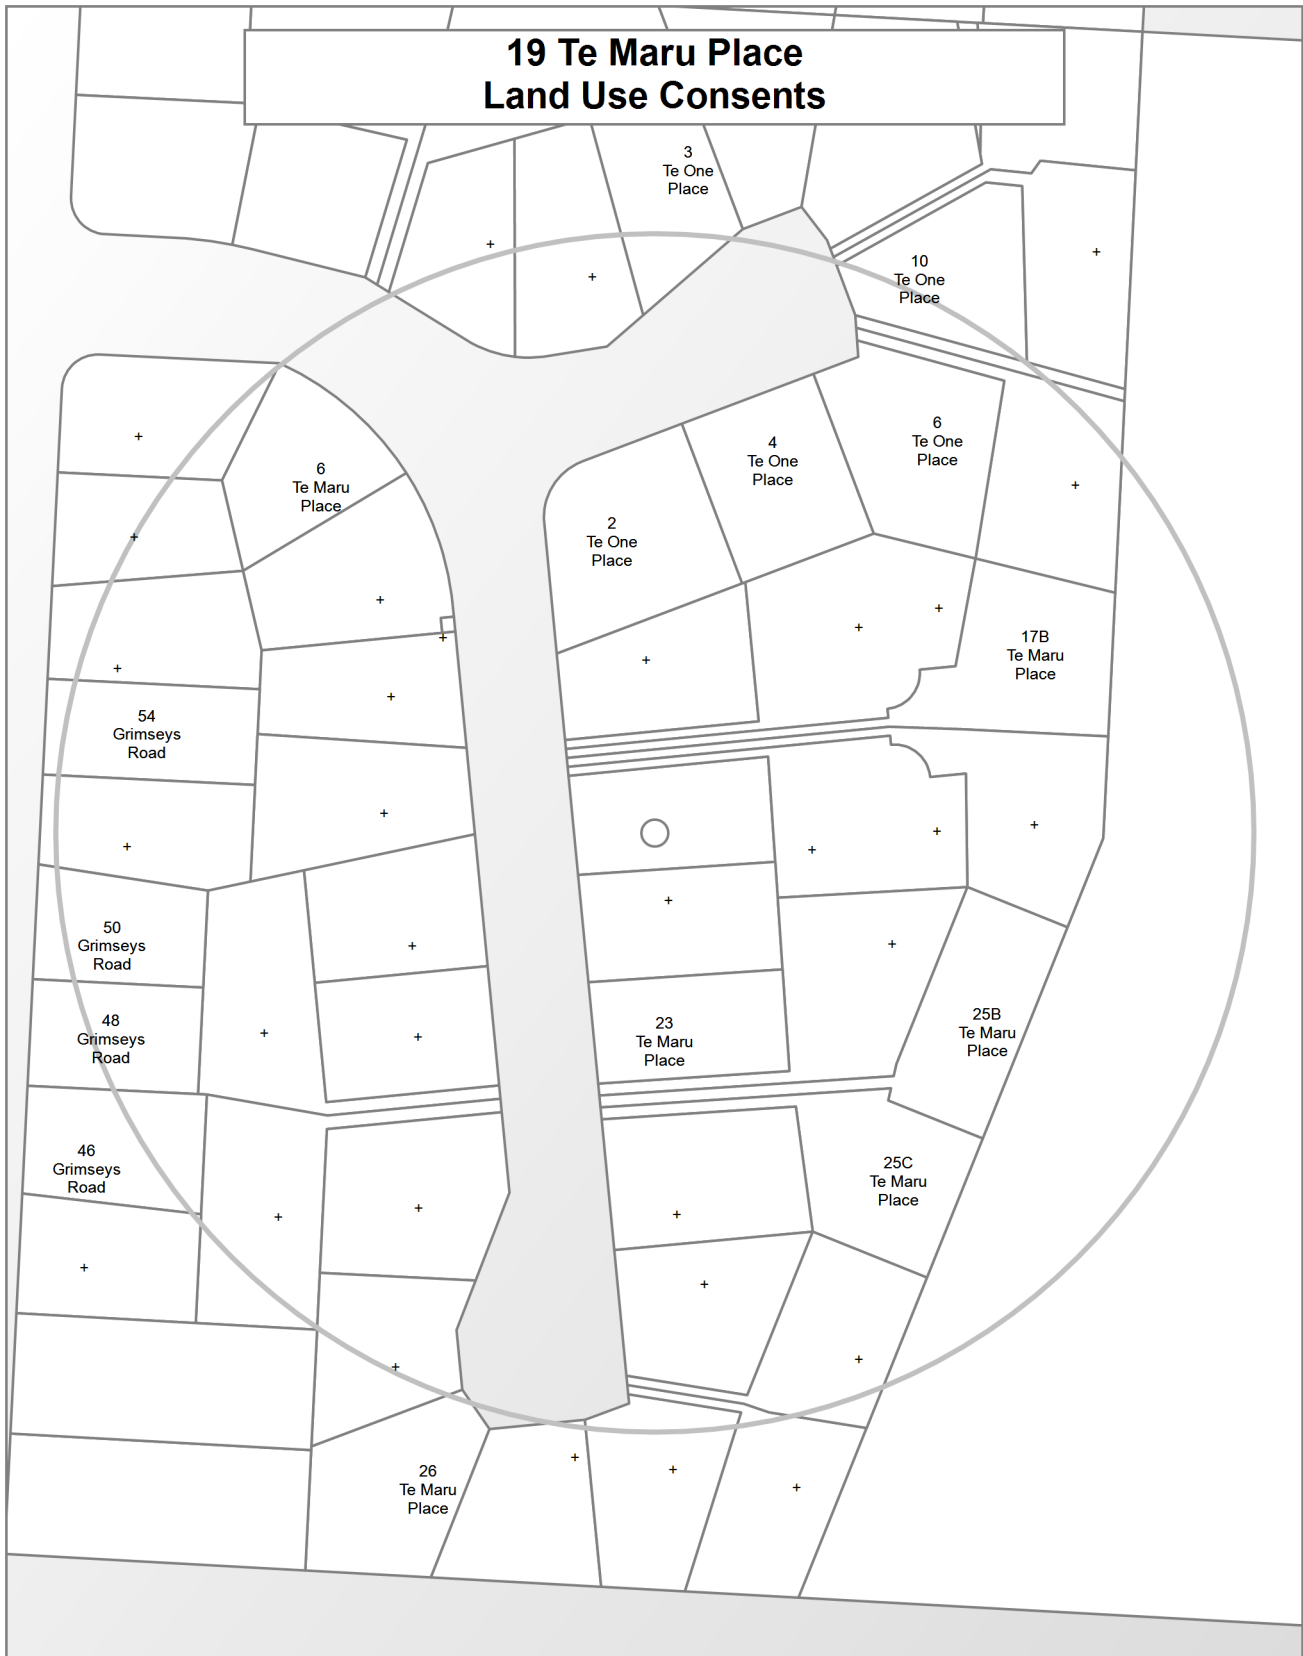 19 Te Maru Place
Land Use Consents
3
Te One
Place
10
Te One
Place
6
Te One
Place
4
Te One
Place
6
Te Maru
Place
2
Te One
Place
17B
Te Maru
Place
54
Grimseys
Road
50
Grimseys
Road
48
Grimseys
Road
23
Te Maru
Place
25B
Te Maru
Place
46
Grimseys
Road
25C
Te Maru
Place
26
Te Maru
Place